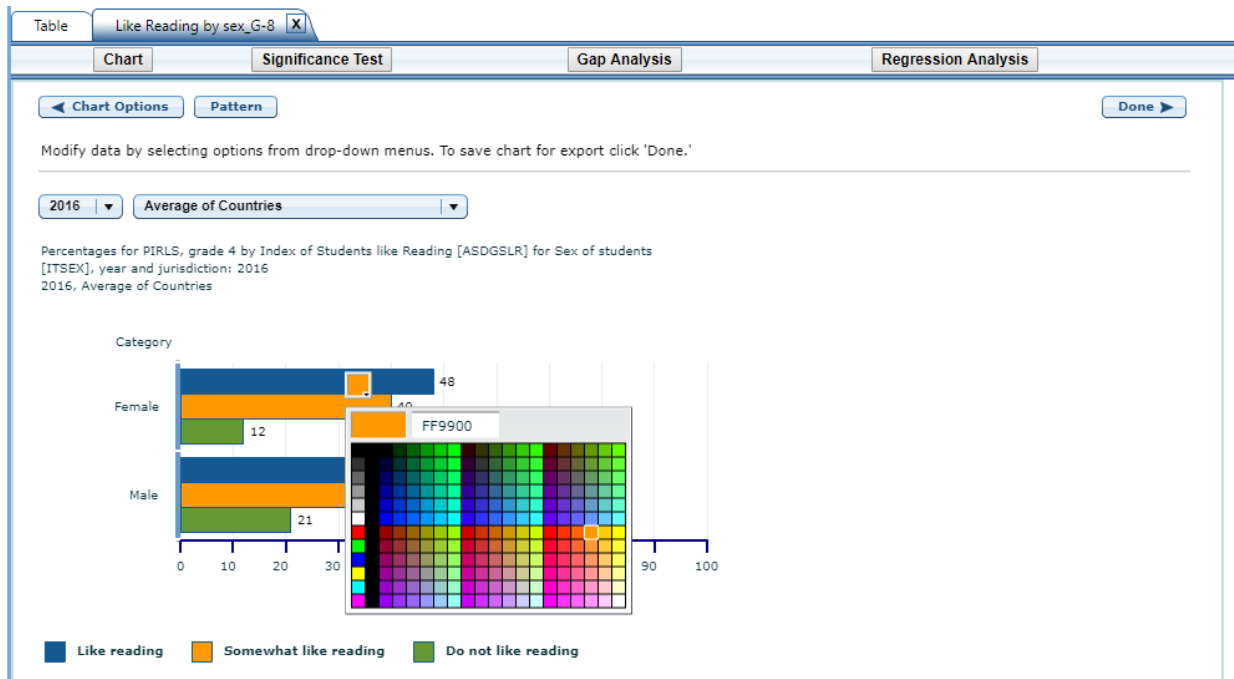 Table Like Reading by sex_G-8 X
Chart Significance Test Gap Analysis Regression Analysis
Chart Options Pattern Done
Modify data by selecting options from drop-down menus. To save chart for export click 'Done.'
2016 Average of Countries
Percentages for PIRLS, grade 4 by Index of Students like Reading [ASDGSLR] for Sex of students
[ITSEX], year and jurisdiction: 2016
2016, Average of Countries
Category
48
Female
40
12
FF9900
Male
21
0 10 20 30 90 100
Like reading Somewhat like reading Do not like reading